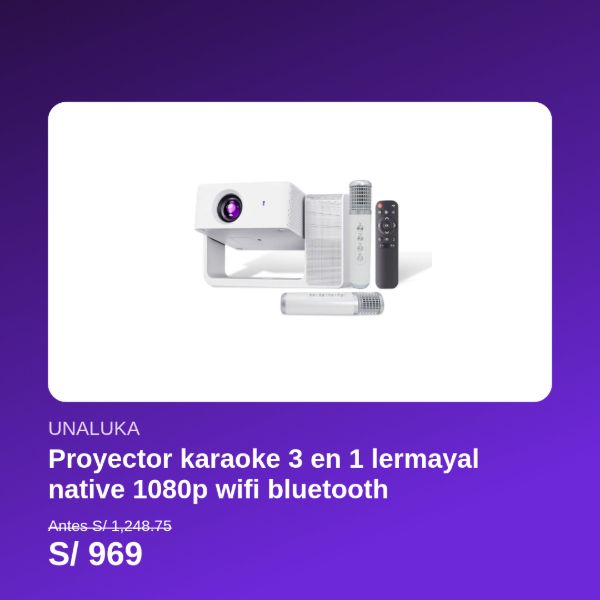 UNALUKA
Proyector karaoke 3 en 1 lermayal
native 1080p wifi bluetooth
Antes S/ 1,248.75
S/ 969